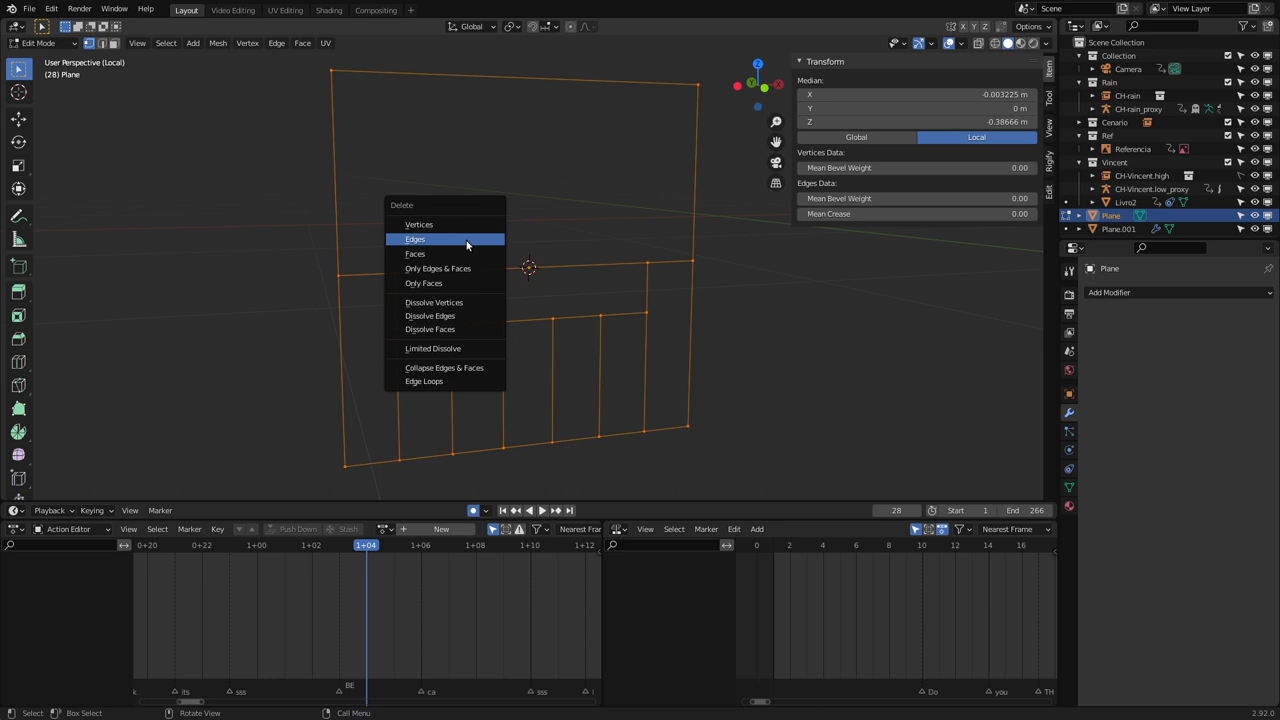 File Edit Render Window Help Layout Video Editing UV Editing Shading Compositing Scene View Layer
Global Options
Edit Mode View Select Add Mesh Vertex Edge Face UV
User Perspective (Local)
(28) Plane
Z
Y
X
Transform
Median:
X -0.003225 m
Y 0 m
Z -0.38666 m
Global Local
Vertices Data:
Mean Bevel Weight 0.00
Edges Data:
Mean Bevel Weight 0.00
Mean Crease 0.00
Item
Tool
View
Rigify
Edit
Delete
Vertices
Edges
Faces
Only Edges & Faces
Only Faces
Dissolve Vertices
Dissolve Edges
Dissolve Faces
Limited Dissolve
Collapse Edges & Faces
Edge Loops
Scene Collection
Collection
Camera
Rain
CH-rain
CH-rain_proxy
Cenario
Ref
Referencia
Vincent
CH-Vincent.high
CH-Vincent.low_proxy
Livro2
Plane
Plane.001
Plane
Add Modifier
Playback Keying View Marker 28 Start 1 End 266
Action Editor View Select Marker Key Push Down Stash New Nearest Fran
View Select Marker Edit Add Nearest Frame
0+20 0+22 1+00 1+02 1+04 1+06 1+08 1+10 1+12
0 2 4 6 8 10 12 14 16
BE
k its sss ca sss
Do you TH
Select Box Select Rotate View Call Menu 2.92.0